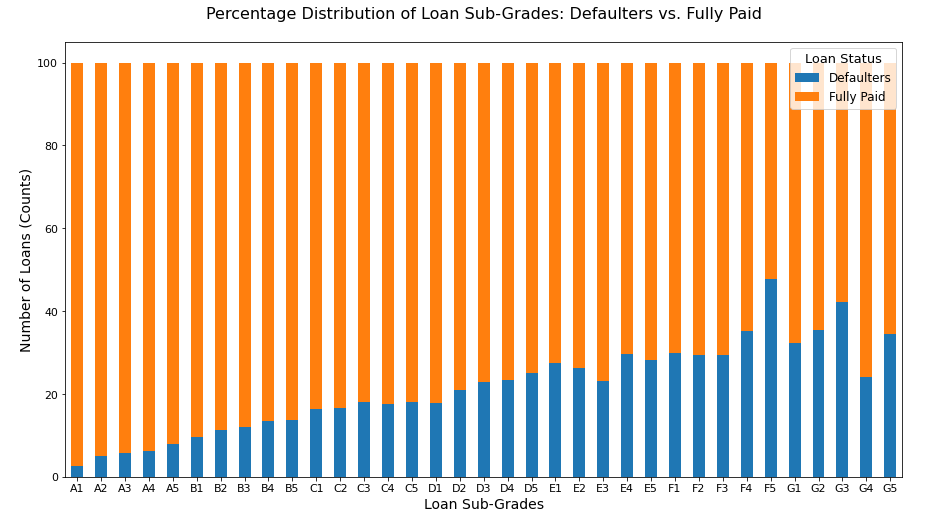 Percentage Distribution of Loan Sub-Grades: Defaulters vs. Fully Paid
Loan Status
Defaulters
Fully Paid
Number of Loans (Counts)
100
80
60
40
20
0
A1 A2 A3 A4 A5 B1 B2 B3 B4 B5 C1 C2 C3 C4 C5 D1 D2 D3 D4 D5 E1 E2 E3 E4 E5 F1 F2 F3 F4 F5 G1 G2 G3 G4 G5
Loan Sub-Grades